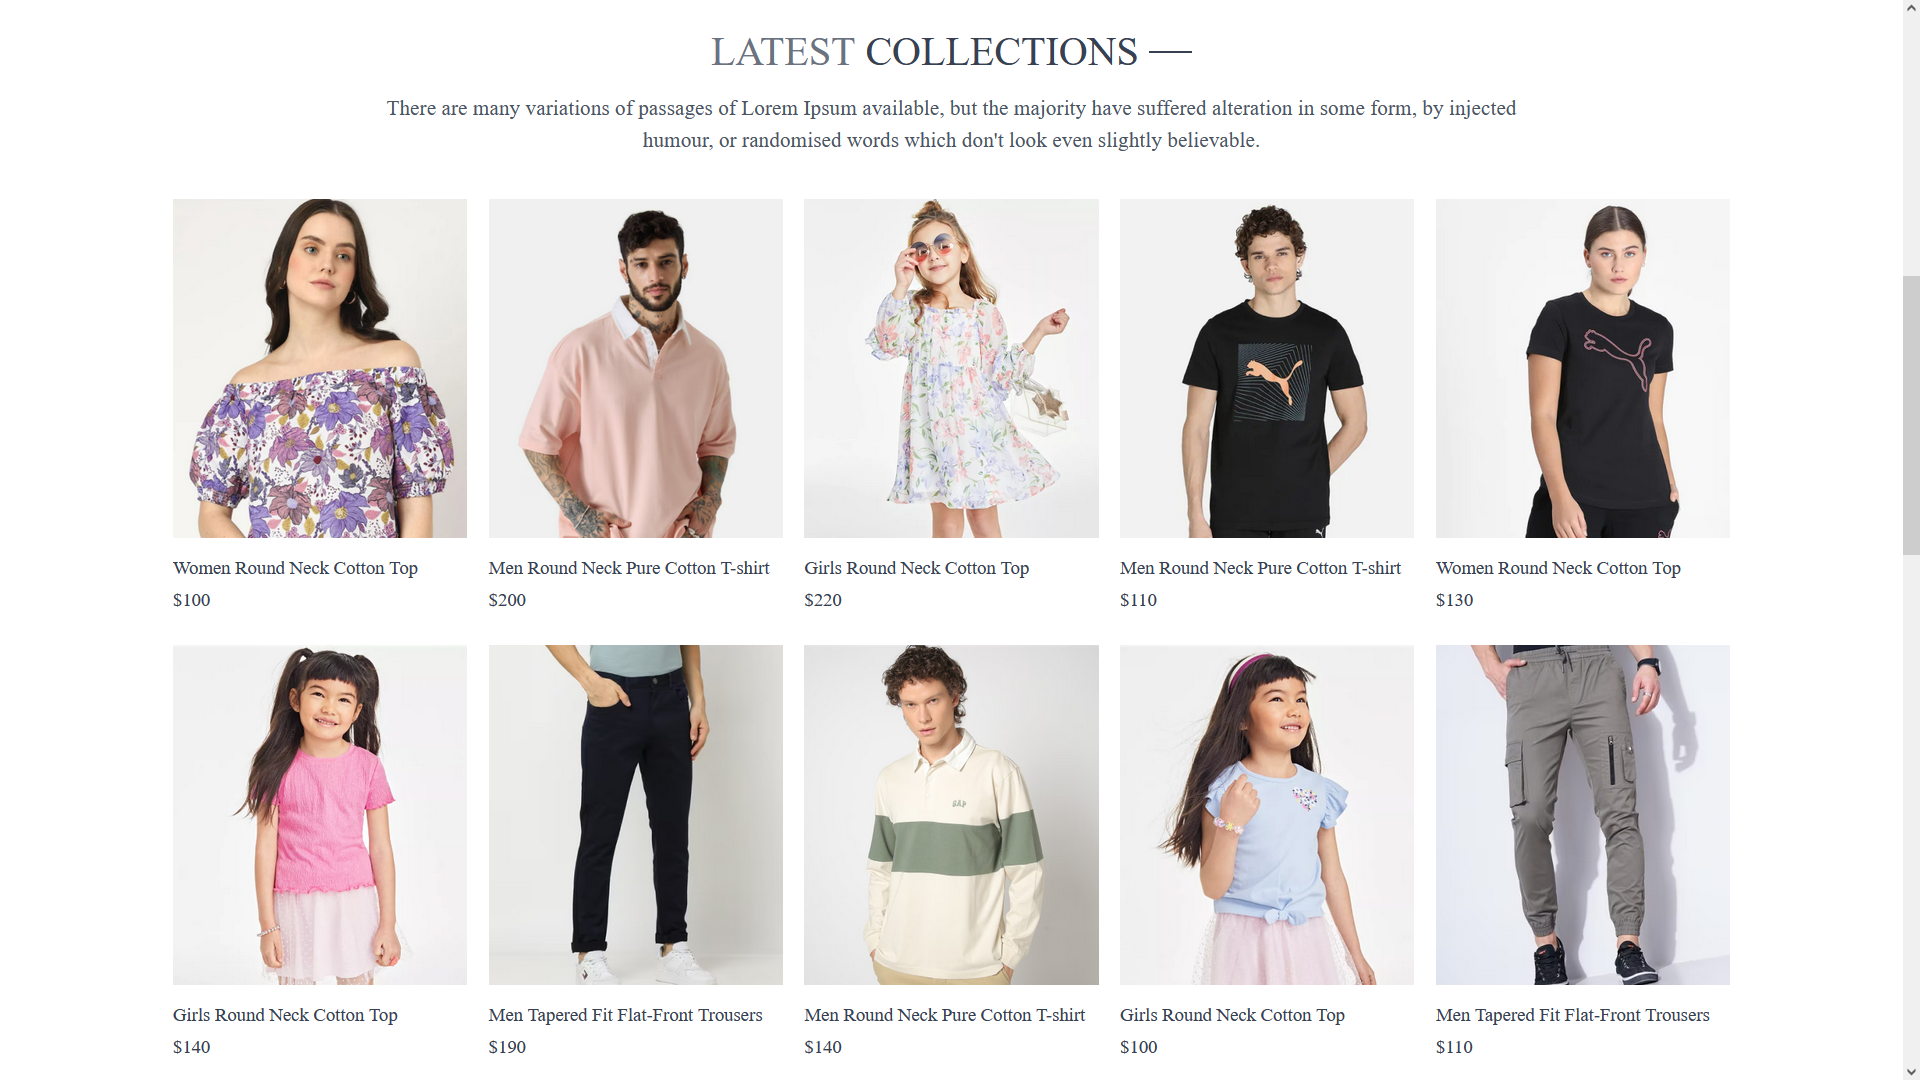 LATEST COLLECTIONS
There are many variations of passages of Lorem Ipsum available, but the majority have suffered alteration in some form, by injected
humour, or randomised words which don't look even slightly believable.
GAP
Women Round Neck Cotton Top
$100
Men Round Neck Pure Cotton T-shirt
$200
Girls Round Neck Cotton Top
$220
Men Round Neck Pure Cotton T-shirt
$110
Women Round Neck Cotton Top
$130
Girls Round Neck Cotton Top
$140
Men Tapered Fit Flat-Front Trousers
$190
Men Round Neck Pure Cotton T-shirt
$140
Girls Round Neck Cotton Top
$100
Men Tapered Fit Flat-Front Trousers
$110